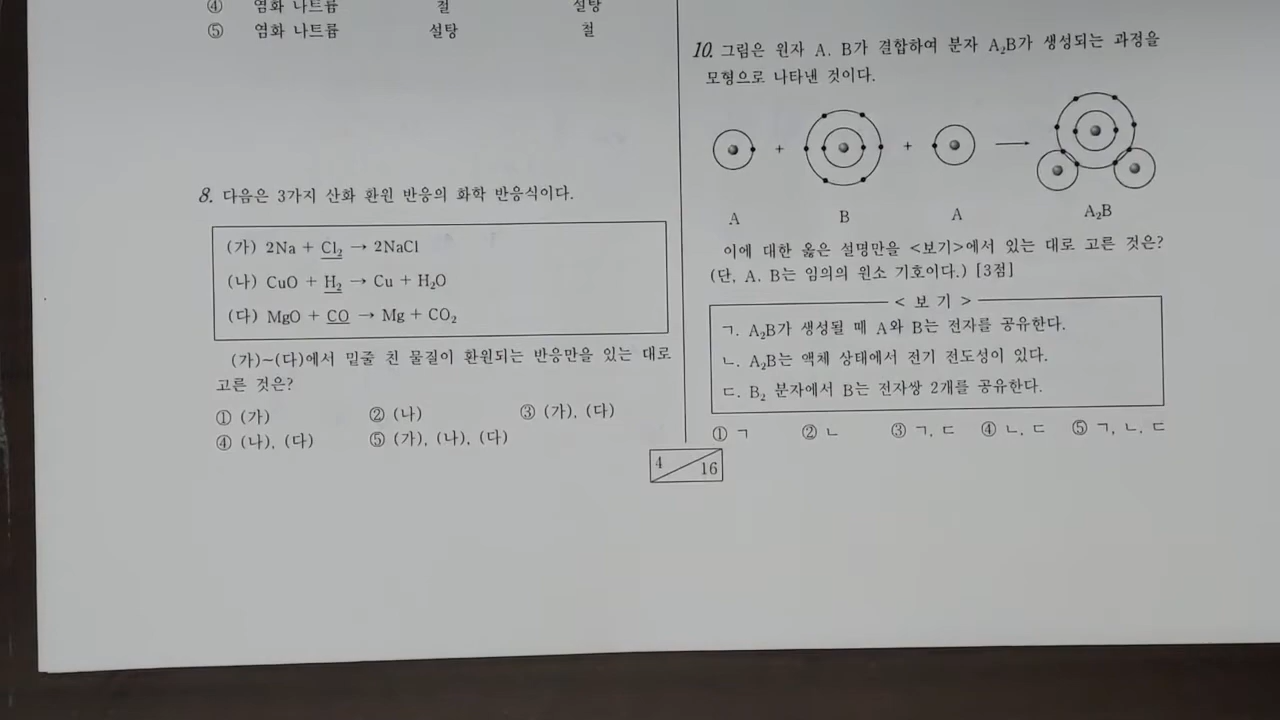 ④ 염화 나트륨 철 설탕
⑤ 염화 나트륨 설탕 철
8. 다음은 3가지 산화 환원 반응의 화학 반응식이다.
(가) 2Na + Cl₂ → 2NaCl
(나) CuO + H₂ → Cu + H₂O
(다) MgO + CO → Mg + CO₂
(가)~(다)에서 밑줄 친 물질이 환원되는 반응만을 있는 대로
고른 것은?
① (가) ② (나) ③ (가), (다)
④ (나), (다) ⑤ (가), (나), (다)
10. 그림은 원자 A, B가 결합하여 분자 A₂B가 생성되는 과정을
모형으로 나타낸 것이다.
+ + →
A B A A₂B
이에 대한 옳은 설명만을 <보기>에서 있는 대로 고른 것은?
(단, A, B는 임의의 원소 기호이다.) [3점]
< 보 기 >
ㄱ. A₂B가 생성될 때 A와 B는 전자를 공유한다.
ㄴ. A₂B는 액체 상태에서 전기 전도성이 있다.
ㄷ. B₂ 분자에서 B는 전자쌍 2개를 공유한다.
① ㄱ ② ㄴ ③ ㄱ, ㄷ ④ ㄴ, ㄷ ⑤ ㄱ, ㄴ, ㄷ
4 16